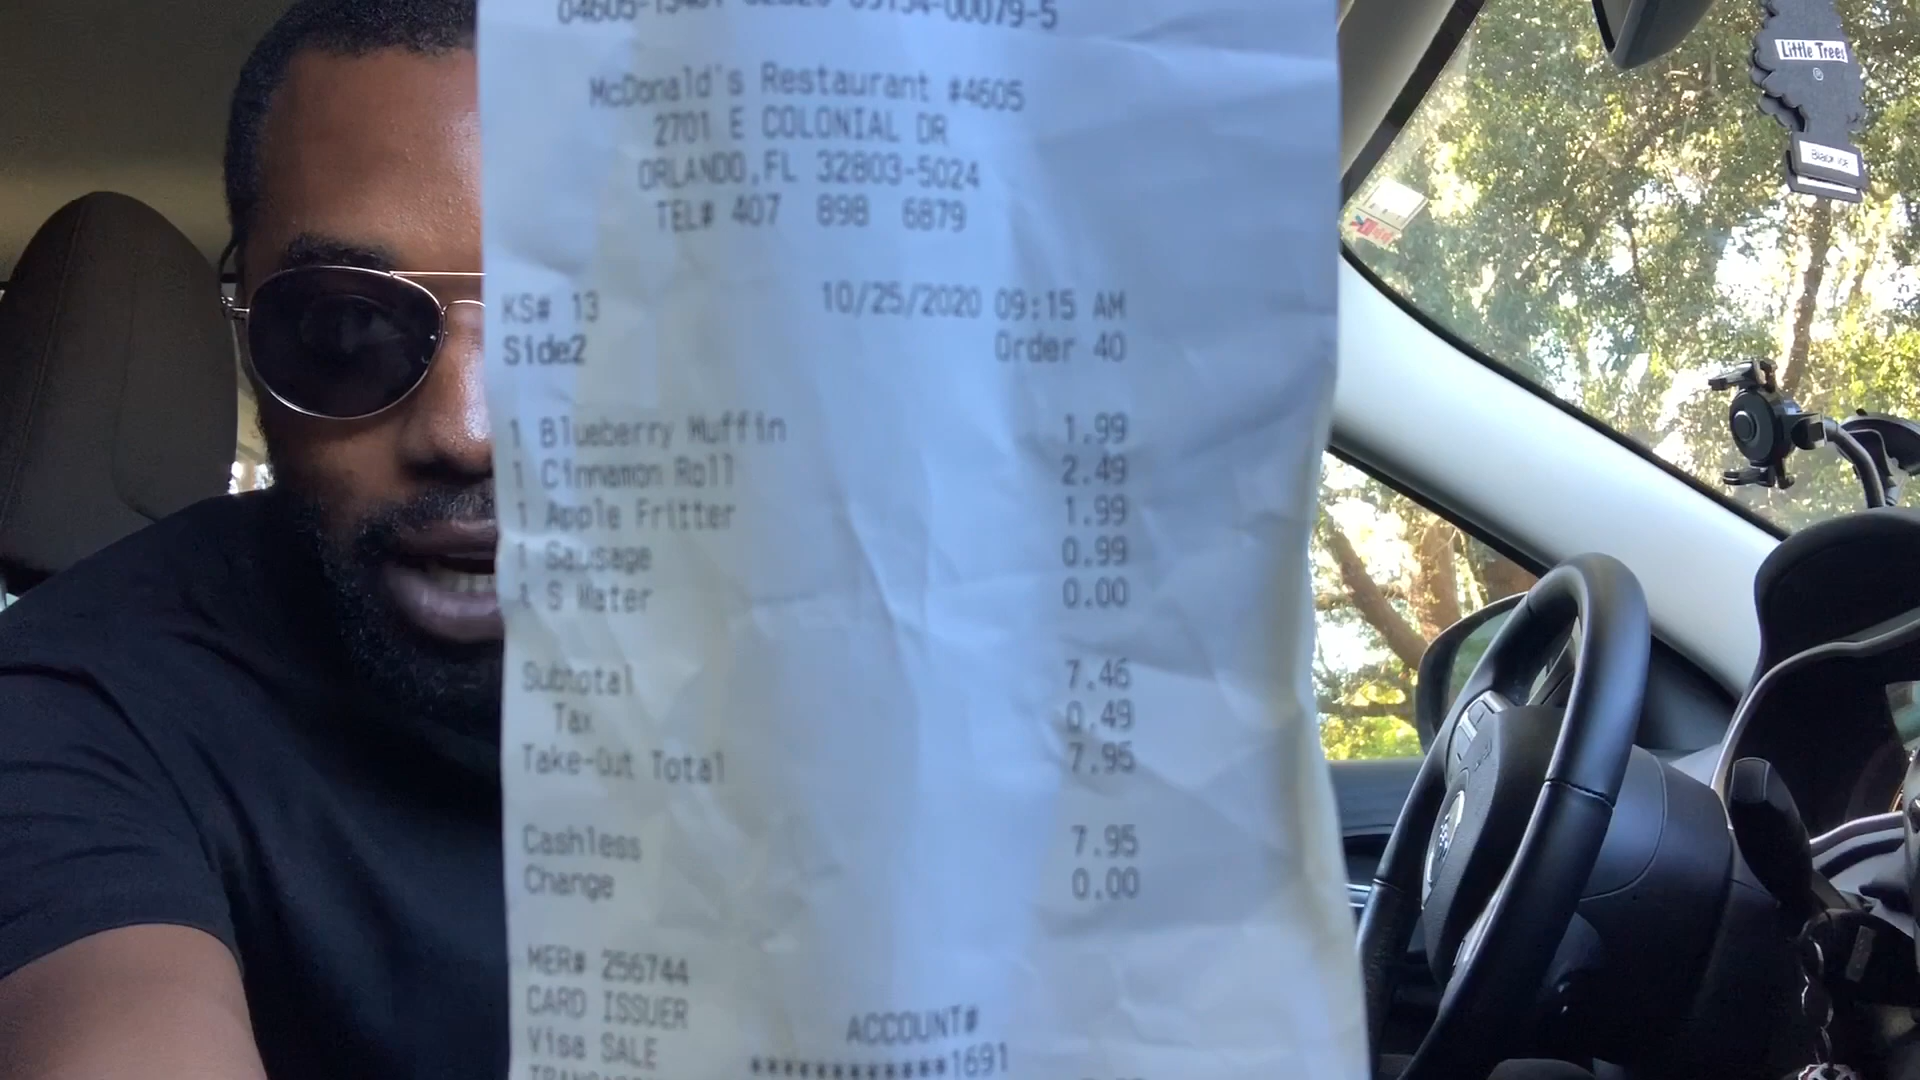 McDonald's Restaurant #4605
2701 E COLONIAL DR
ORLANDO,FL 32803-5024
TEL# 407 898 6879
KS# 13 10/25/2020 09:15 AM
Side2 Order 40
1 Blueberry Muffin 1.99
1 Cinnamon Roll 2.49
1 Apple Fritter 1.99
1 Sausage 0.99
1 S Water 0.00
Subtotal 7.46
Tax 0.49
Take-Out Total 7.95
Cashless 7.95
Change 0.00
MER# 256744
CARD ISSUER ACCOUNT#
Visa SALE ************1691
Little Trees
Black Ice